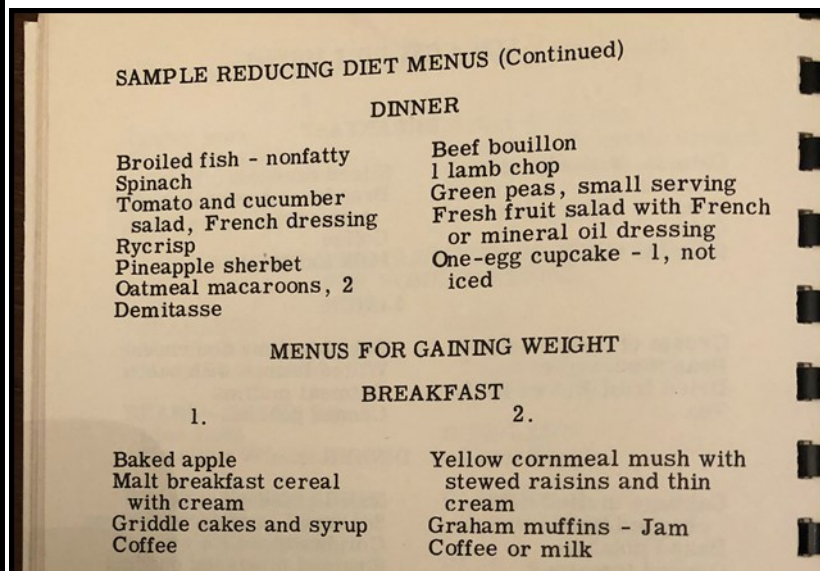 SAMPLE REDUCING DIET MENUS (Continued)
DINNER
Broiled fish - nonfatty
Spinach
Tomato and cucumber
salad, French dressing
Rycrisp
Pineapple sherbet
Oatmeal macaroons, 2
Demitasse
Beef bouillon
1 lamb chop
Green peas, small serving
Fresh fruit salad with French
or mineral oil dressing
One-egg cupcake - 1, not
iced
MENUS FOR GAINING WEIGHT
BREAKFAST
1.
Baked apple
Malt breakfast cereal
with cream
Griddle cakes and syrup
Coffee
2.
Yellow cornmeal mush with
stewed raisins and thin
cream
Graham muffins - Jam
Coffee or milk